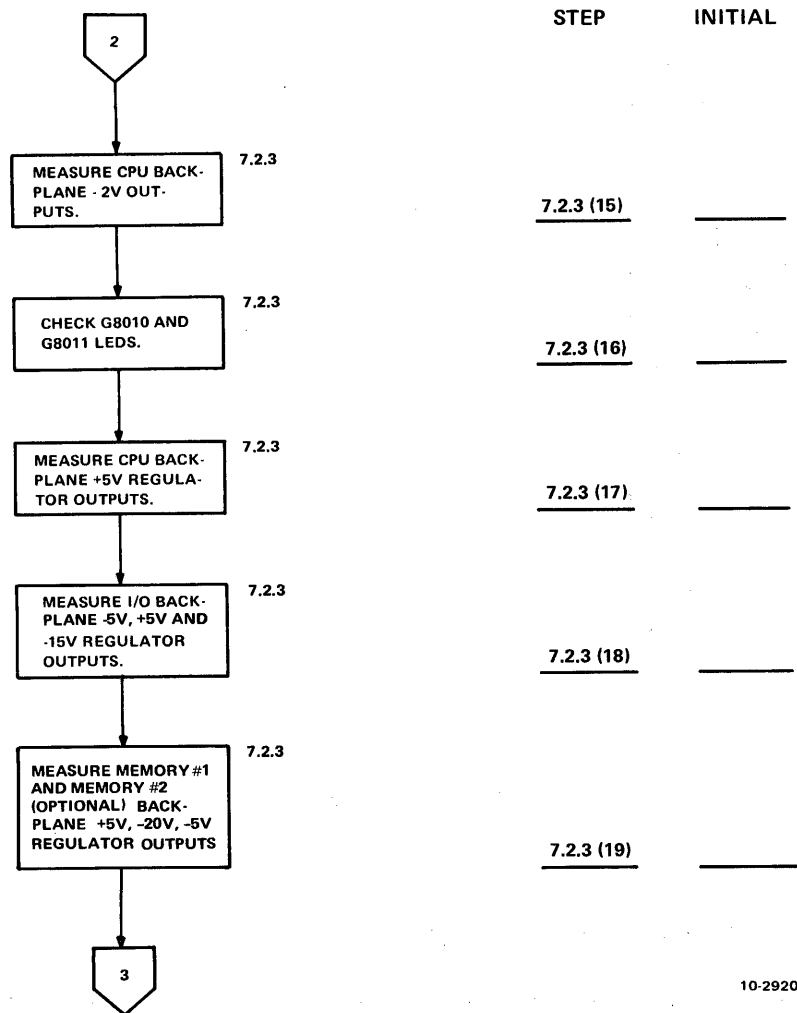 STEP INITIAL
2
7.2.3
MEASURE CPU BACK-
PLANE - 2V OUT-
PUTS.
7.2.3 (15)
7.2.3
CHECK G8010 AND
G8011 LEDS.
7.2.3 (16)
7.2.3
MEASURE CPU BACK-
PLANE +5V REGULA-
TOR OUTPUTS.
7.2.3 (17)
7.2.3
MEASURE I/O BACK-
PLANE -5V, +5V AND
-15V REGULATOR
OUTPUTS.
7.2.3 (18)
7.2.3
MEASURE MEMORY #1
AND MEMORY #2
(OPTIONAL) BACK-
PLANE +5V, -20V, -5V
REGULATOR OUTPUTS
7.2.3 (19)
3
10-2920